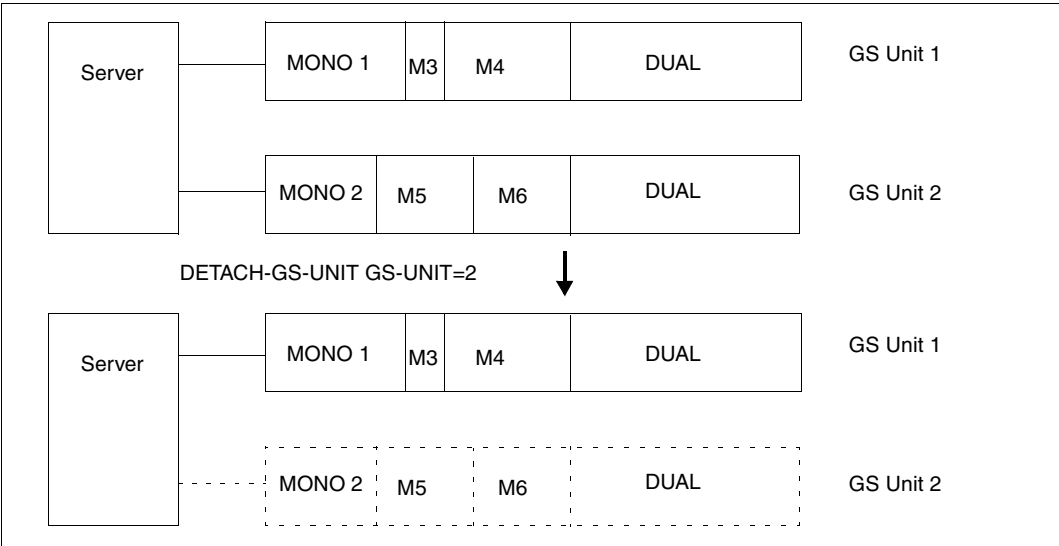 Server
MONO 1 M3 M4 DUAL GS Unit 1
MONO 2 M5 M6 DUAL GS Unit 2
DETACH-GS-UNIT GS-UNIT=2
Server
MONO 1 M3 M4 DUAL GS Unit 1
MONO 2 M5 M6 DUAL GS Unit 2